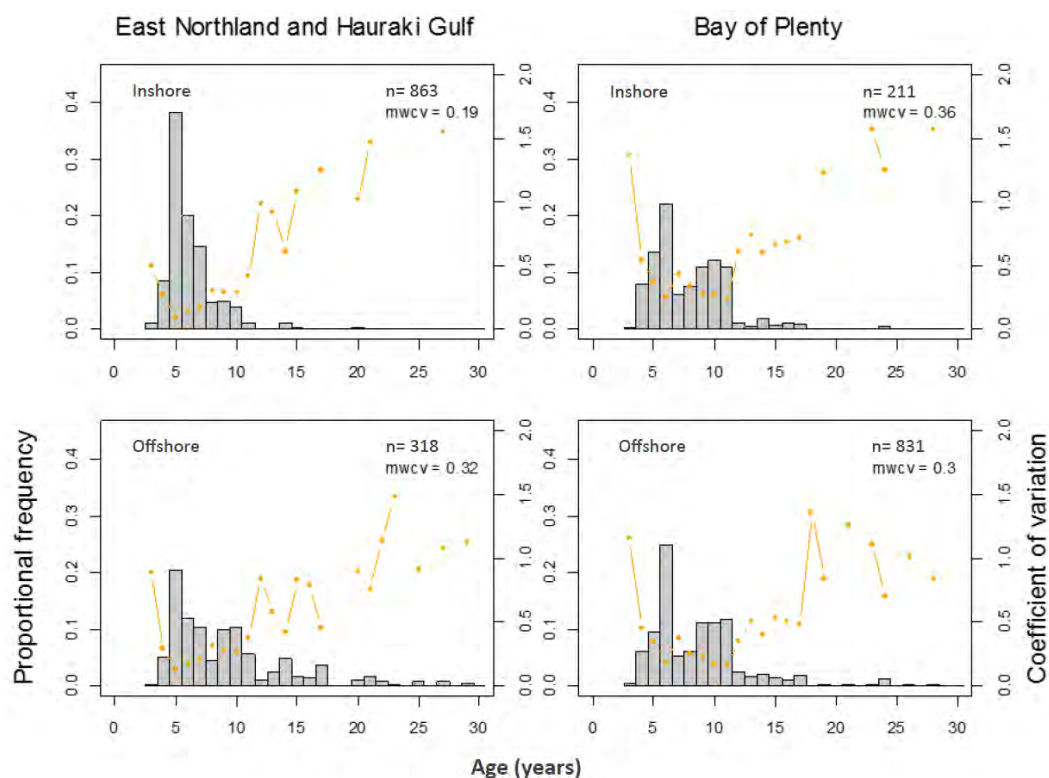 East Northland and Hauraki Gulf
Bay of Plenty
Inshore
n= 863
mwcv = 0.19
0.4
0.3
0.2
0.1
0.0
2.0
1.5
1.0
0.5
0.0
0 5 10 15 20 25 30
Inshore
n= 211
mwcv = 0.36
0.4
0.3
0.2
0.1
0.0
2.0
1.5
1.0
0.5
0.0
0 5 10 15 20 25 30
Proportional frequency
Offshore
n= 318
mwcv = 0.32
0.4
0.3
0.2
0.1
0.0
2.0
1.5
1.0
0.5
0.0
0 5 10 15 20 25 30
Offshore
n= 831
mwcv = 0.3
0.4
0.3
0.2
0.1
0.0
2.0
1.5
1.0
0.5
0.0
0 5 10 15 20 25 30
Coefficient of variation
Age (years)